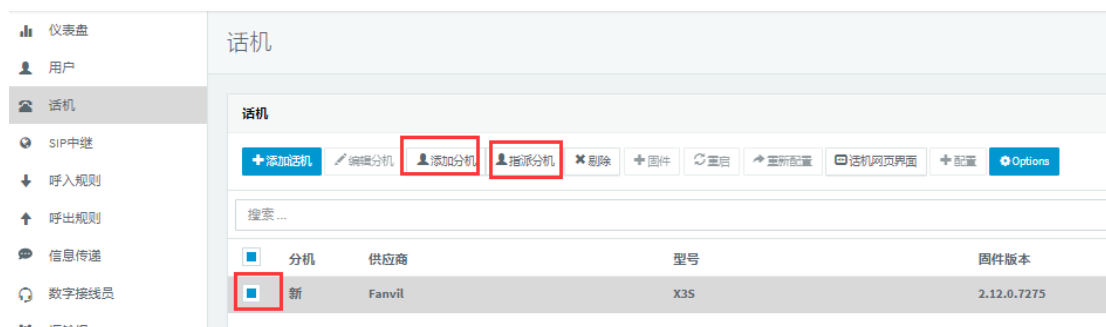 仪表盘
用户
话机
SIP中继
呼入规则
呼出规则
信息传递
数字接线员
话机
话机
添加话机 编辑分机 添加分机 指派分机 删除 固件 重启 重新配置 话机网页界面 配置 Options
搜索 ...
分机 供应商 型号 固件版本
新 Fanvil X3S 2.12.0.7275